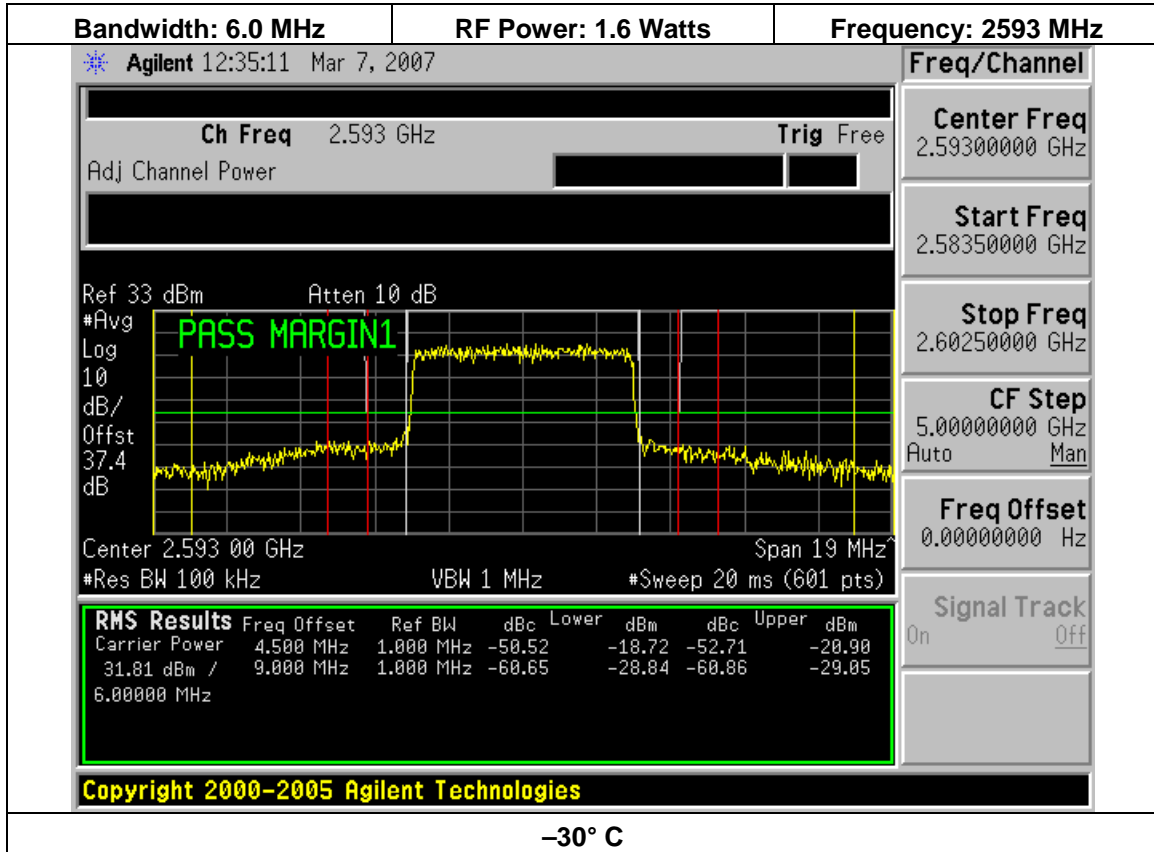 Bandwidth: 6.0 MHz RF Power: 1.6 Watts Frequency: 2593 MHz
Agilent 12:35:11 Mar 7, 2007 Freq/Channel
Ch Freq 2.593 GHz Trig Free
Adj Channel Power
Center Freq
2.59300000 GHz
Start Freq
2.58350000 GHz
Stop Freq
2.60250000 GHz
CF Step
5.00000000 GHz
Auto Man
Freq Offset
0.00000000 Hz
Signal Track
On Off
Ref 33 dBm Atten 10 dB
#Avg
Log
10
dB/
Offst
37.4
dB
PASS MARGIN1
Center 2.593 00 GHz Span 19 MHz^
#Res BW 100 kHz VBW 1 MHz #Sweep 20 ms (601 pts)
RMS Results Freq Offset Ref BW dBc Lower dBm dBc Upper dBm
Carrier Power 4.500 MHz 1.000 MHz -50.52 -18.72 -52.71 -20.90
31.81 dBm / 9.000 MHz 1.000 MHz -60.65 -28.84 -60.86 -29.05
6.00000 MHz
Copyright 2000-2005 Agilent Technologies
–30° C